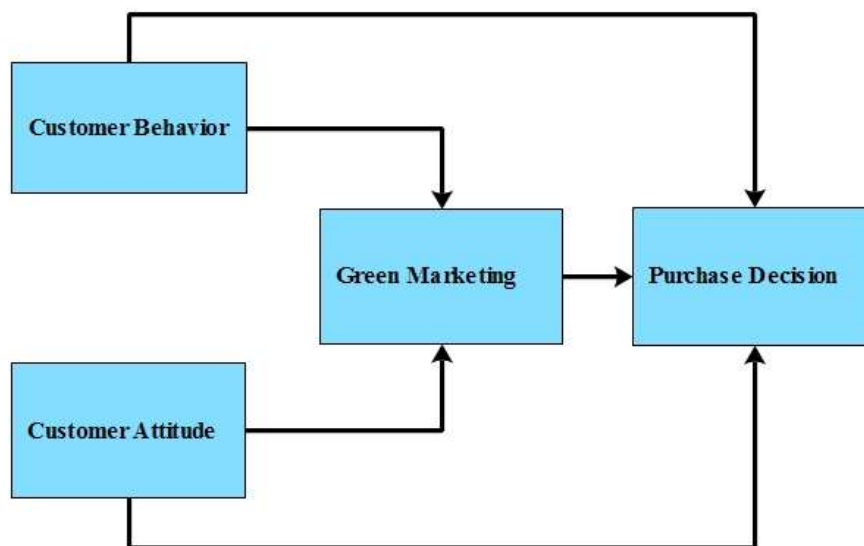 Customer Behavior
Green Marketing
Purchase Decision
Customer Attitude